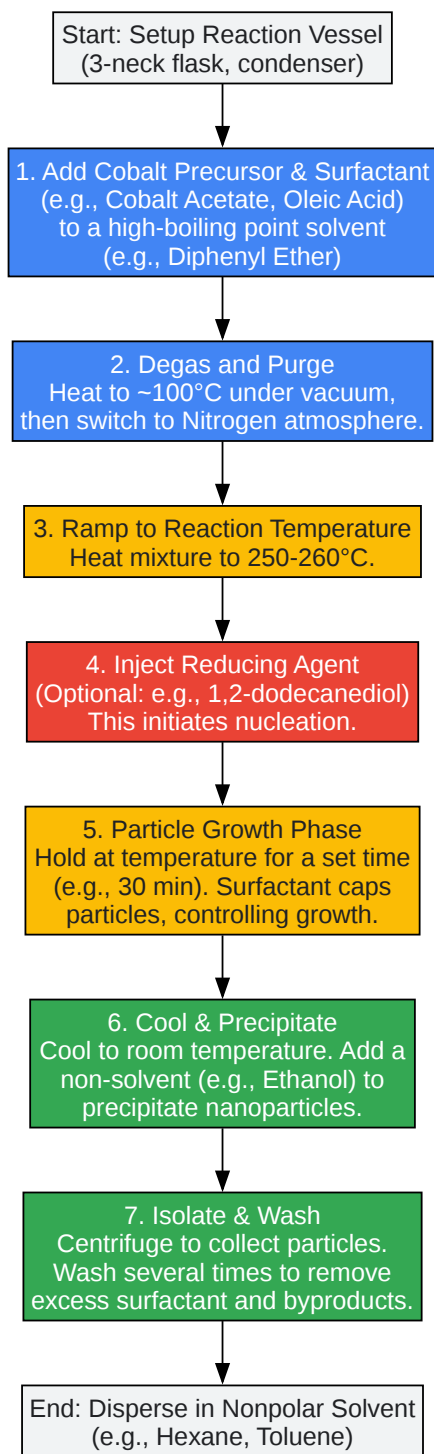 Start: Setup Reaction Vessel
(3-neck flask, condenser)
1. Add Cobalt Precursor & Surfactant
(e.g., Cobalt Acetate, Oleic Acid)
to a high-boiling point solvent
(e.g., Diphenyl Ether)
2. Degas and Purge
Heat to ~100°C under vacuum,
then switch to Nitrogen atmosphere.
3. Ramp to Reaction Temperature
Heat mixture to 250-260°C.
4. Inject Reducing Agent
(Optional: e.g., 1,2-dodecanediol)
This initiates nucleation.
5. Particle Growth Phase
Hold at temperature for a set time
(e.g., 30 min). Surfactant caps
particles, controlling growth.
6. Cool & Precipitate
Cool to room temperature. Add a
non-solvent (e.g., Ethanol) to
precipitate nanoparticles.
7. Isolate & Wash
Centrifuge to collect particles.
Wash several times to remove
excess surfactant and byproducts.
End: Disperse in Nonpolar Solvent
(e.g., Hexane, Toluene)